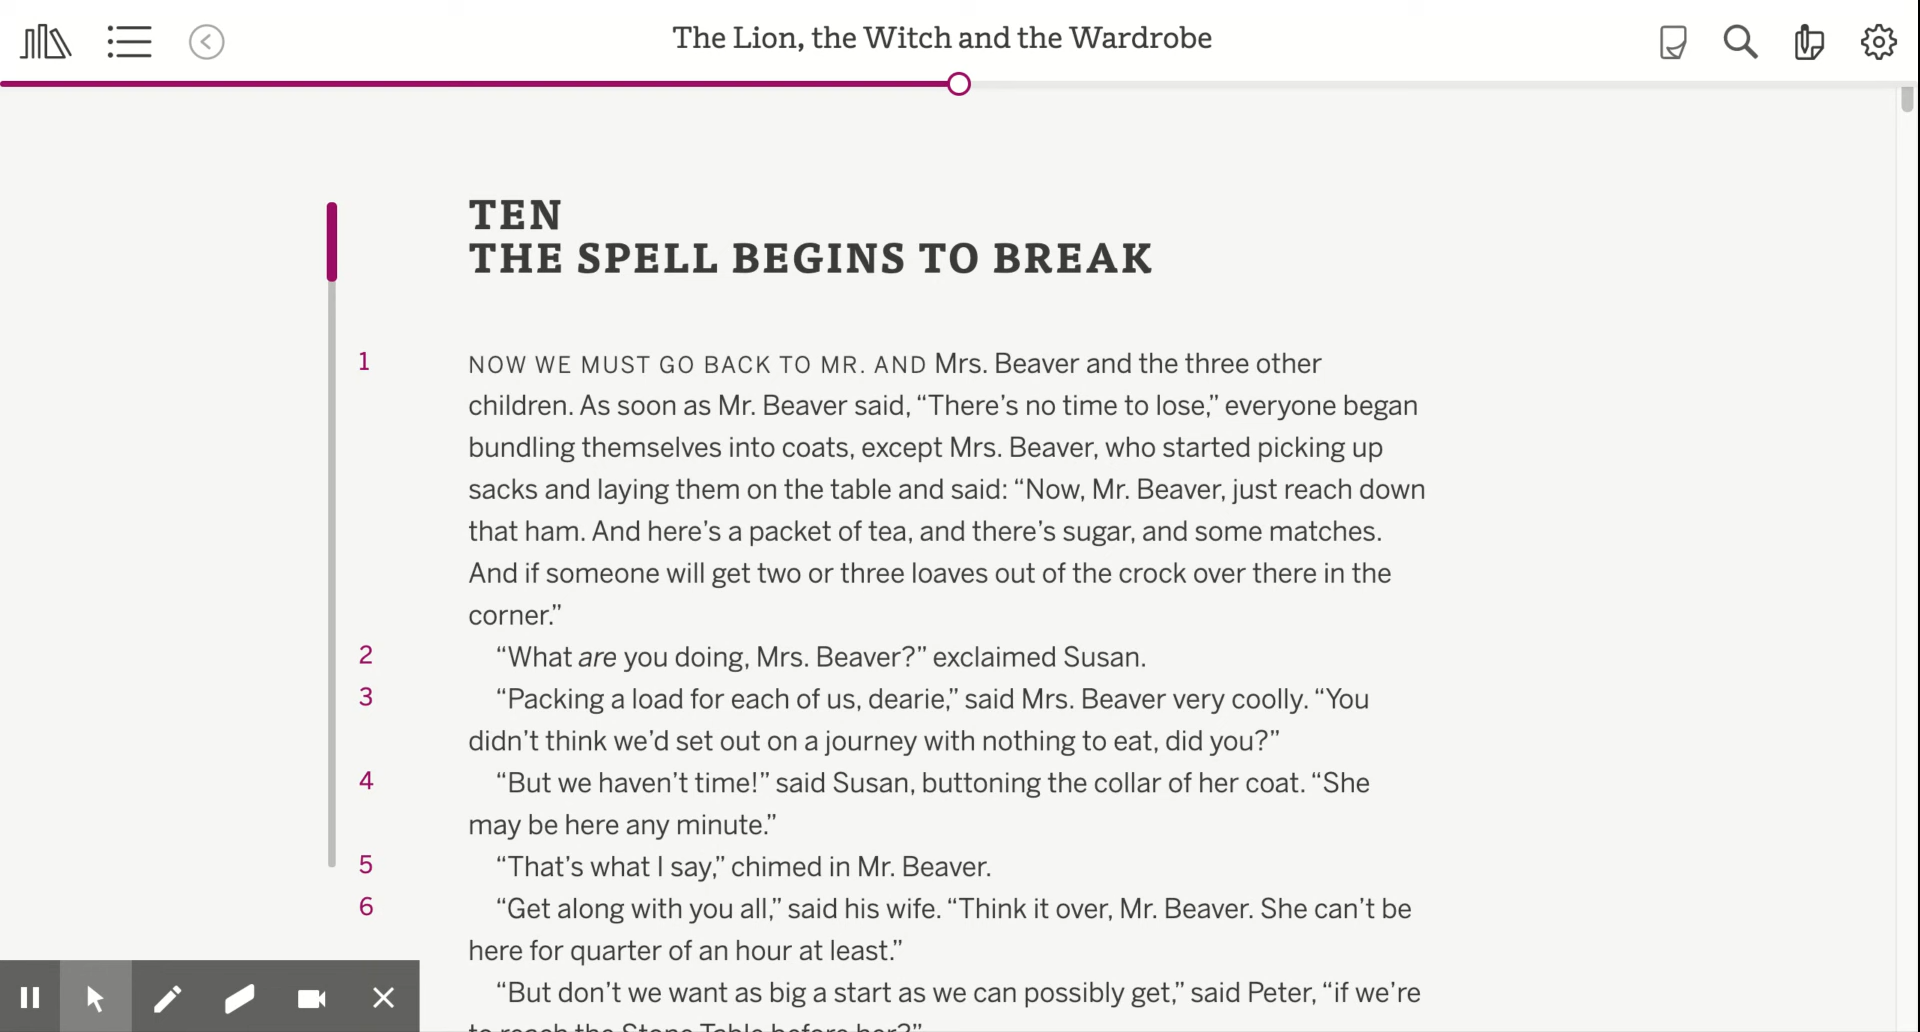 The Lion, the Witch and the Wardrobe
TEN
THE SPELL BEGINS TO BREAK
1 NOW WE MUST GO BACK TO MR. AND Mrs. Beaver and the three other
children. As soon as Mr. Beaver said, “There’s no time to lose,” everyone began
bundling themselves into coats, except Mrs. Beaver, who started picking up
sacks and laying them on the table and said: “Now, Mr. Beaver, just reach down
that ham. And here’s a packet of tea, and there’s sugar, and some matches.
And if someone will get two or three loaves out of the crock over there in the
corner.”
2 “What are you doing, Mrs. Beaver?” exclaimed Susan.
3 “Packing a load for each of us, dearie,” said Mrs. Beaver very coolly. “You
didn’t think we’d set out on a journey with nothing to eat, did you?”
4 “But we haven’t time!” said Susan, buttoning the collar of her coat. “She
may be here any minute.”
5 “That’s what I say,” chimed in Mr. Beaver.
6 “Get along with you all,” said his wife. “Think it over, Mr. Beaver. She can’t be
here for quarter of an hour at least.”
“But don’t we want as big a start as we can possibly get,” said Peter, “if we’re
to reach the Stone Table before her?”